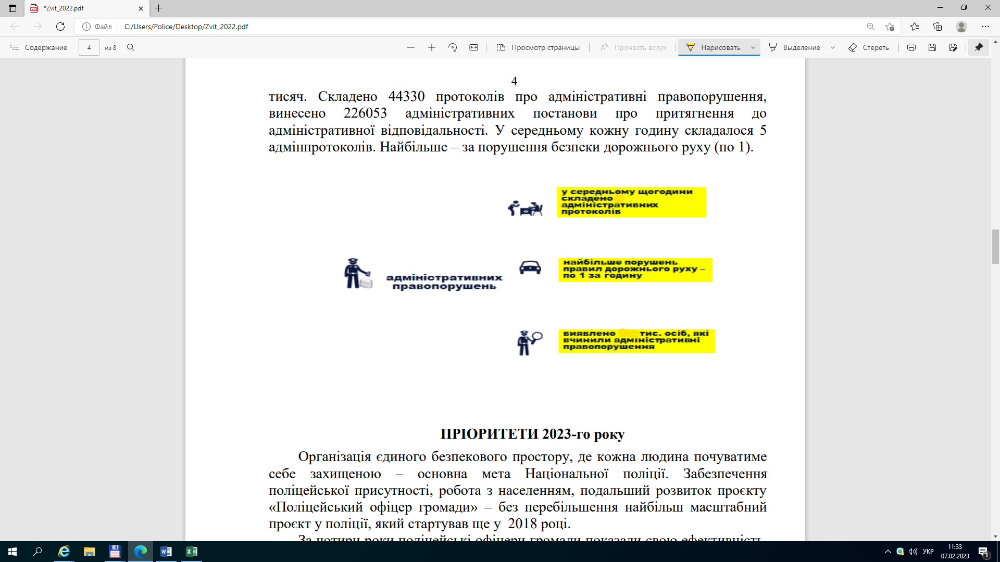 *Zvit_2022.pdf
Файл
C:/Users/Police/Desktop/Zvit_2022.pdf
Содержание
4
из 8
Просмотр страницы
Прочесть вслух
Нарисовать
Выделение
Стереть
4
тисяч. Складено 44330 протоколів про адміністративні правопорушення,
винесено 226053 адміністративних постанови про притягнення до
адміністративної відповідальності. У середньому кожну годину складалося 5
адмінпротоколів. Найбільше – за порушення безпеки дорожнього руху (по 1).
у середньому щогодини
складено
адміністративних
протоколів
адміністративних
правопорушень
найбільше порушень
правил дорожнього руху –
по 1 за годину
виявлено тис. осіб, які
вчинили адміністративні
правопорушення
ПРІОРИТЕТИ 2023-го року
Організація єдиного безпекового простору, де кожна людина почуватиме
себе захищеною – основна мета Національної поліції. Забезпечення
поліцейської присутності, робота з населенням, подальший розвиток проєкту
«Поліцейський офіцер громади» – без перебільшення найбільш масштабний
проєкт у поліції, який стартував ще у 2018 році.
За чотири роки поліцейські офіцери громади показали свою ефективність.
УКР
11:33
07.02.2023
1